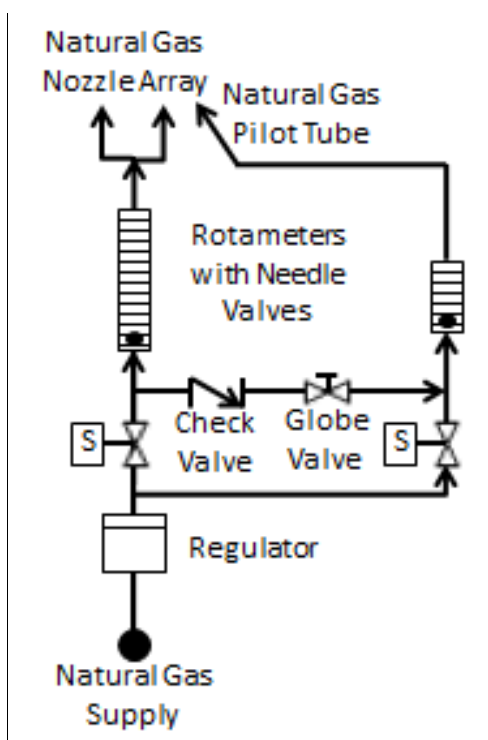 Natural Gas
Nozzle Array
Natural Gas
Pilot Tube
Rotameters
with Needle
Valves
Check
Valve
Globe
Valve
S
S
Regulator
Natural Gas
Supply